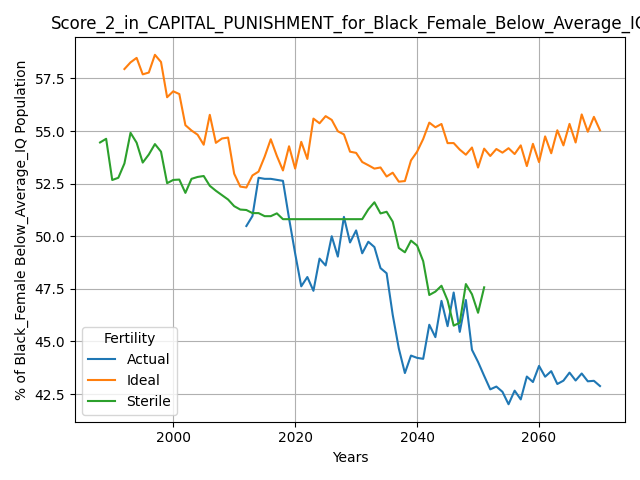 Score_2_in_CAPITAL_PUNISHMENT_for_Black_Female_Below_Average_IQ
% of Black_Female Below_Average_IQ Population
57.5
55.0
52.5
50.0
47.5
45.0
42.5
Fertility
Actual
Ideal
Sterile
2000
2020
2040
2060
Years